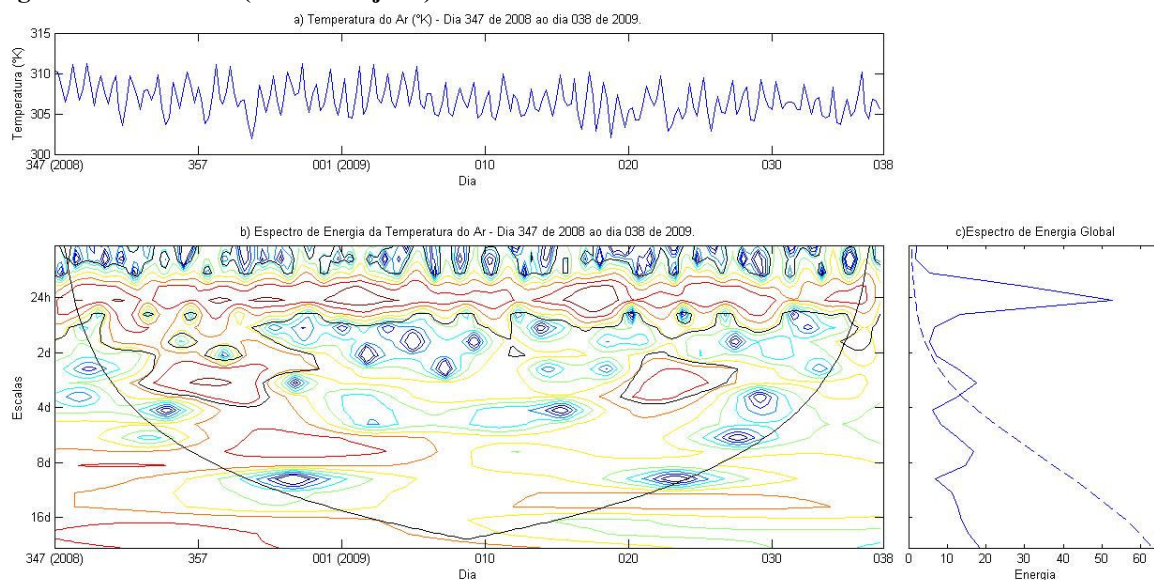 a) Temperatura do Ar (°K) - Dia 347 de 2008 ao dia 038 de 2009.
315
310
305
300
Temperatura (°K)
347 (2008) 357 001 (2009) 010 020 030 038
Dia
b) Espectro de Energia da Temperatura do Ar - Dia 347 de 2008 ao dia 038 de 2009.
24h
2d
4d
8d
16d
Escalas
347 (2008) 357 001 (2009) 010 020 030 038
Dia
c)Espectro de Energia Global
0 10 20 30 40 50 60
Energia